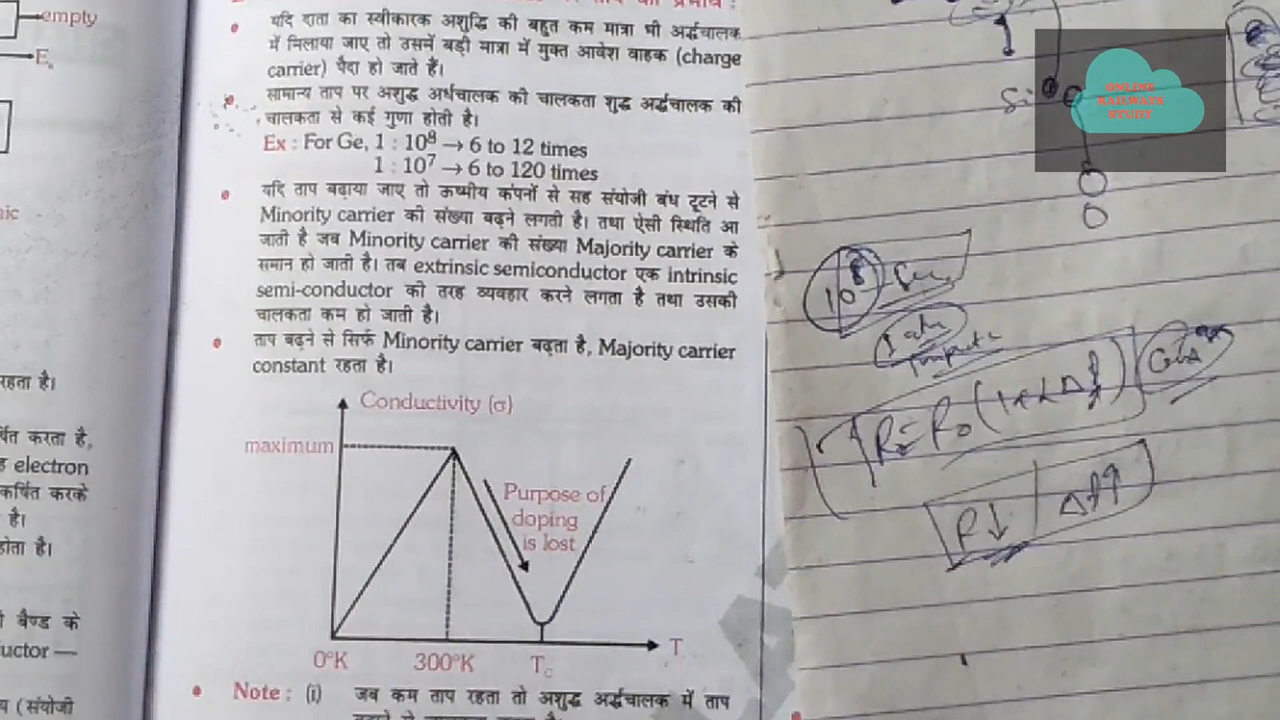 empty
यदि दाता का स्वीकारक अशुद्धि की बहुत कम मात्रा भी अर्द्धचालक
में मिलाया जाए तो उसमें बड़ी मात्रा में मुक्त आवेश वाहक (charge
carrier) पैदा हो जाते हैं।
सामान्य ताप पर अशुद्ध अर्धचालक की चालकता शुद्ध अर्द्धचालक की
चालकता से कई गुणा होती है।
Ex : For Ge, 1 : 10⁸ → 6 to 12 times
1 : 10⁷ → 6 to 120 times
यदि ताप बढ़ाया जाए तो ऊष्मीय कंपनों से सह संयोजी बंध टूटने से
Minority carrier की संख्या बढ़ने लगती है। तथा ऐसी स्थिति आ
जाती है जब Minority carrier की संख्या Majority carrier के
समान हो जाती है। तब extrinsic semiconductor एक intrinsic
semi-conductor की तरह व्यवहार करने लगता है तथा उसकी
चालकता कम हो जाती है।
ताप बढ़ने से सिर्फ Minority carrier बढ़ता है, Majority carrier
constant रहता है।
Conductivity (σ)
maximum
Purpose of
doping
is lost
T
0°K 300°K T꜀
Note : (i) जब कम ताप रहता तो अशुद्ध अर्द्धचालक में ताप
रहता है।
करता है,
electron
कर्षित करके
है।
होता है।
बैण्ड के
uctor —
(संयोजी
ONLINE
RAILWAYS
STUDY
Si
10⁸
R↓ Δt↑